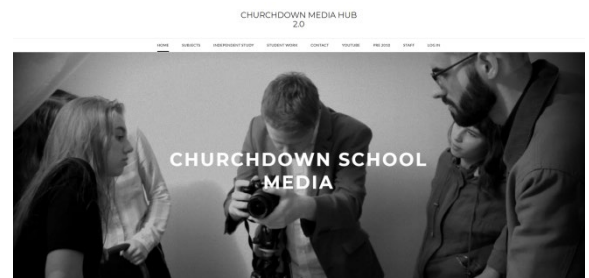 CHURCHDOWN MEDIA HUB
2.0
HOME SUBJECTS INDEPENDENT STUDY STUDENT WORK CONTACT YOUTUBE PRE 2020 STAFF LOG IN
CHURCHDOWN SCHOOL
MEDIA